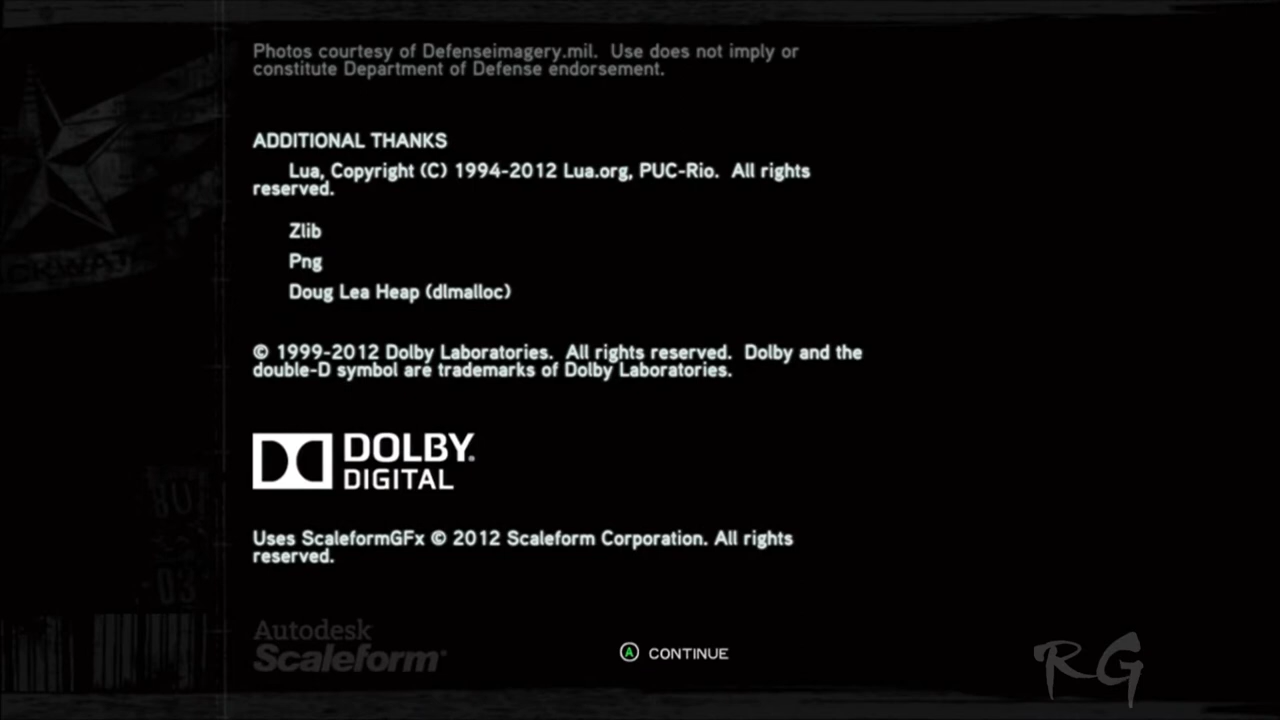 Photos courtesy of Defenseimagery.mil.  Use does not imply or
constitute Department of Defense endorsement.
ADDITIONAL THANKS
Lua, Copyright (C) 1994-2012 Lua.org, PUC-Rio.  All rights
reserved.
Zlib
Png
Doug Lea Heap (dlmalloc)
© 1999-2012 Dolby Laboratories.  All rights reserved.  Dolby and the
double-D symbol are trademarks of Dolby Laboratories.
DOLBY
DIGITAL
Uses ScaleformGFx © 2012 Scaleform Corporation. All rights
reserved.
Autodesk
Scaleform
A CONTINUE
RG